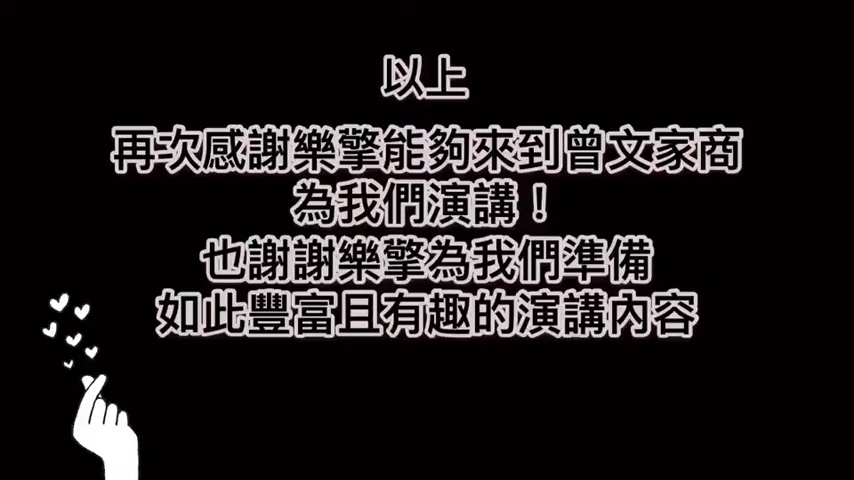 以上
再次感謝樂擎能夠來到曾文家商
為我們演講！
也謝謝樂擎為我們準備
如此豐富且有趣的演講內容